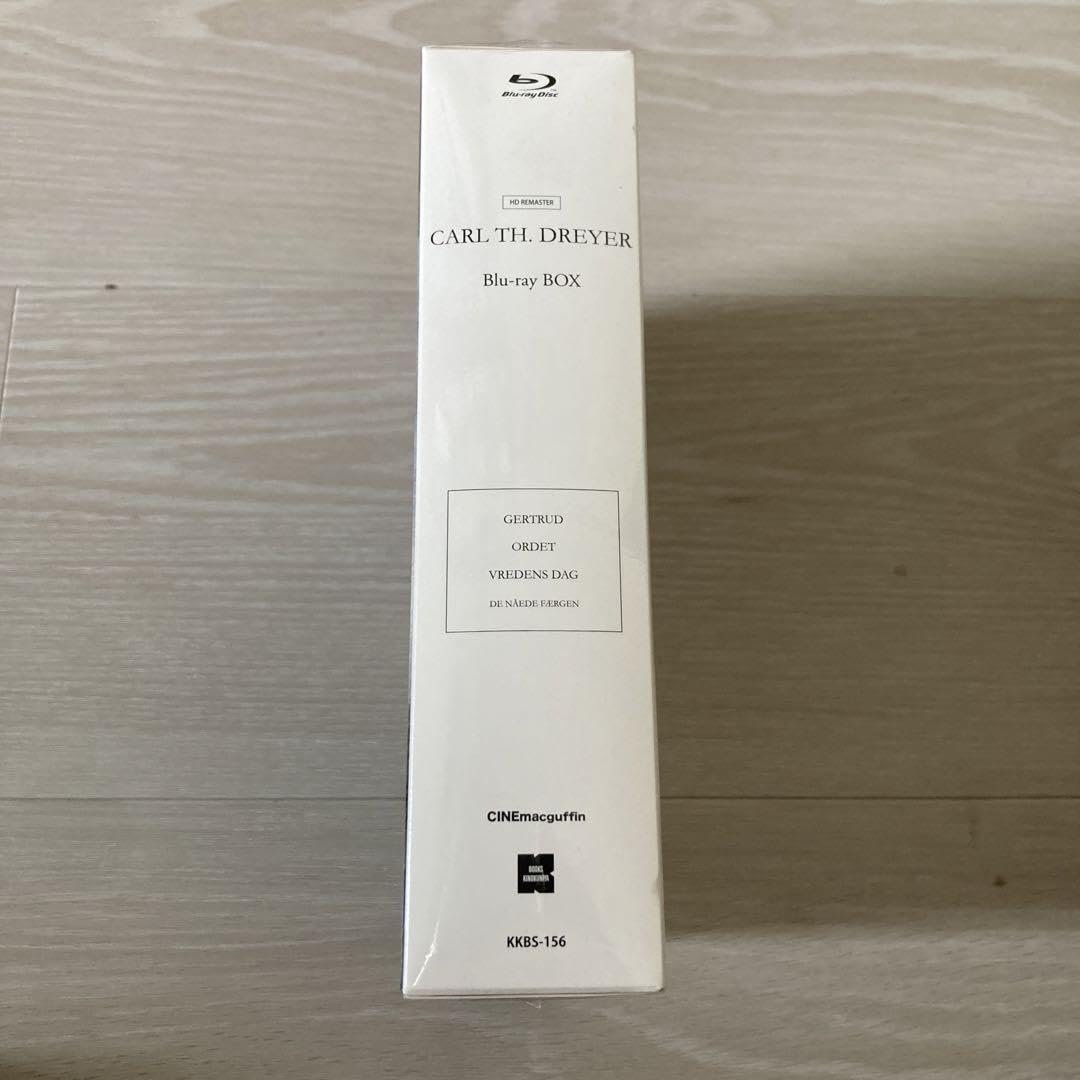 Blu-ray Disc
HD REMASTER
CARL TH. DREYER
Blu-ray BOX
GERTRUD
ORDET
VREDENS DAG
DE NÅEDE FÆRGEN
CINEmacguffin
BOOKS
KINOKUNIYA
KKBS-156